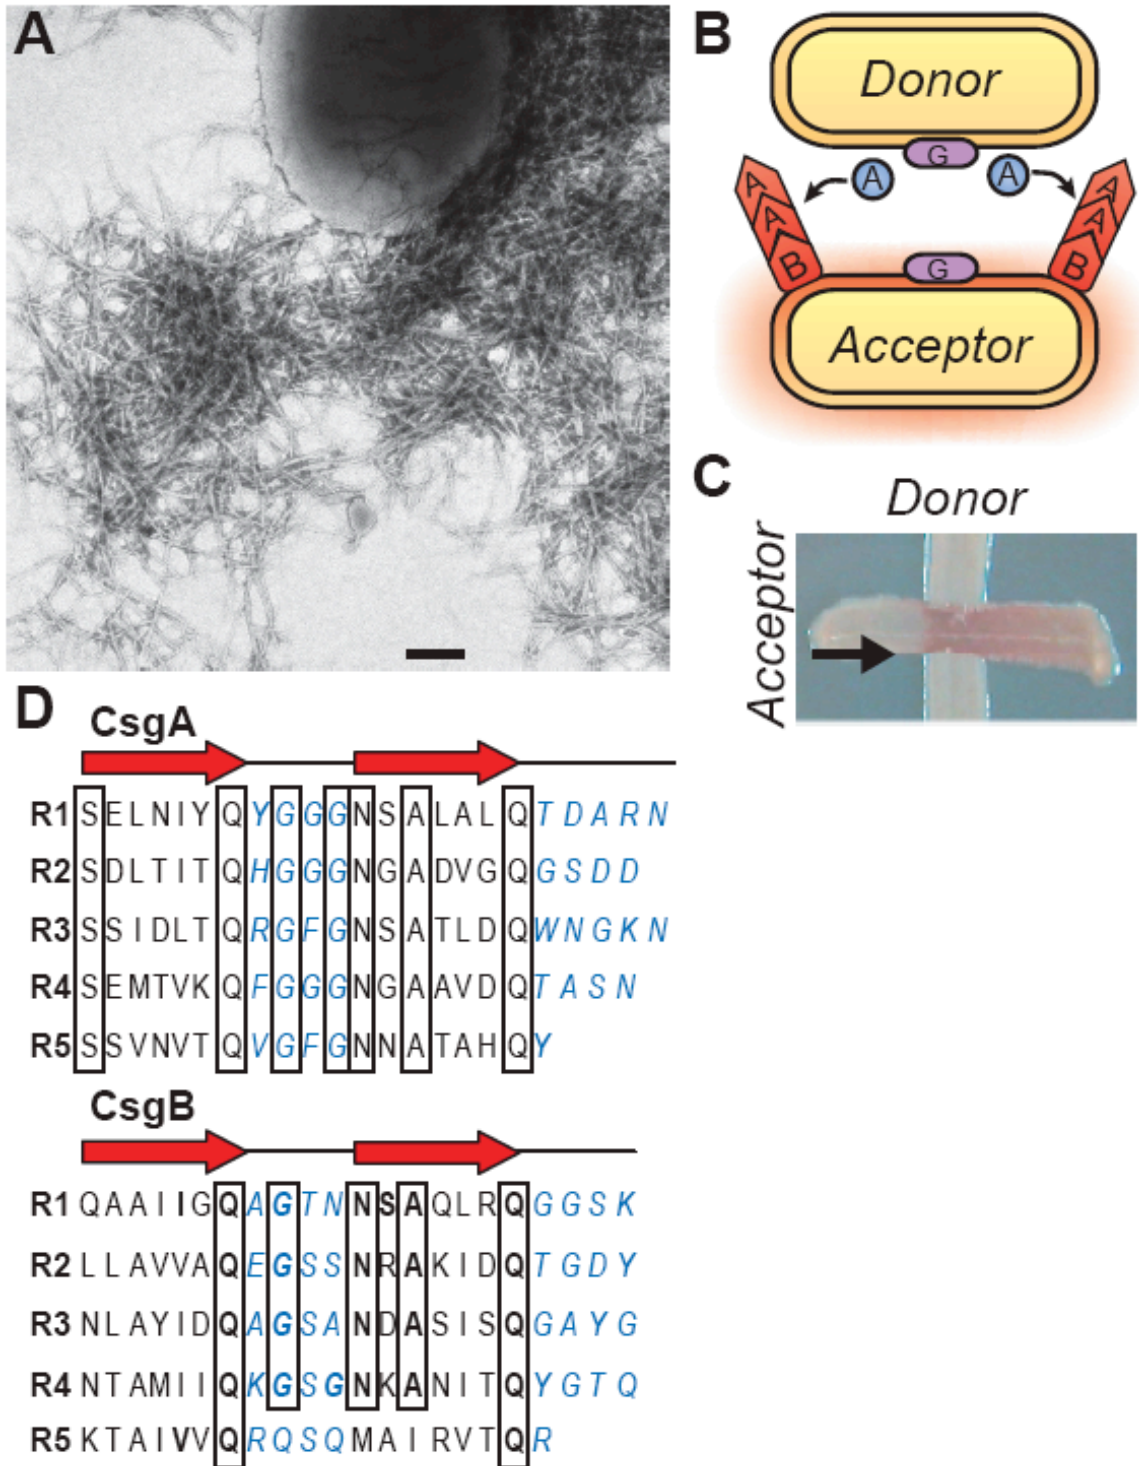 A
B
Donor
G
A A
A A
A A
B B
G
Acceptor
C
Donor
Acceptor
D
CsgA
R1 SELNIYQYGGGNSALALQTDARN
R2 SDLTITQHGGGNGADVGQGSDD
R3 SSIDLTQRGFGNSATLDQWNGKN
R4 SEMTVKQFGGGNGAAVDQTASN
R5 SSVNVTQVGFGNNATAHQY
CsgB
R1 QAAIIGQAGTNNSAQLRQGGSK
R2 LLAVVAQEGSSNRAKIDQTGDY
R3 NLAYIDQAGSANDASISQGAYG
R4 NTAMIIQKGSGNKANITQYGTQ
R5 KTAIVVQRQSQMAIRVTQR